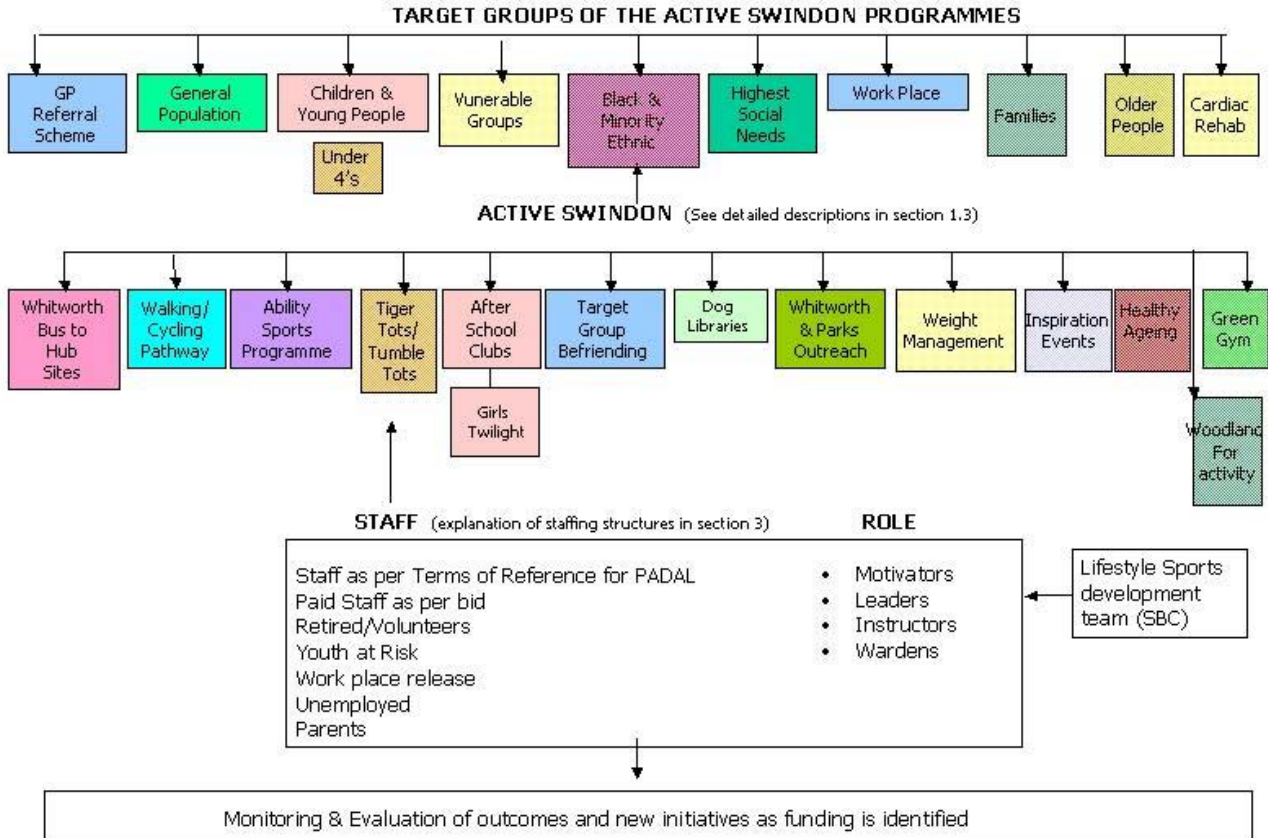 TARGET GROUPS OF THE ACTIVE SWINDON PROGRAMMES
GP
Referral
Scheme
General
Population
Children &
Young People
Under
4's
Vunerable
Groups
Black &
Minority
Ethnic
Highest
Social
Needs
Work Place
Families
Older
People
Cardiac
Rehab
ACTIVE SWINDON (See detailed descriptions in section 1.3)
Whitworth
Bus to
Hub
Sites
Walking/
Cycling
Pathway
Ability
Sports
Programme
Tiger
Tots/
Tumble
Tots
After
School
Clubs
Girls
Twilight
Target
Group
Befriending
Dog
Libraries
Whitworth
& Parks
Outreach
Weight
Management
Inspiration
Events
Healthy
Ageing
Green
Gym
Woodland
For
activity
STAFF (explanation of staffing structures in section 3)
ROLE
Staff as per Terms of Reference for PADAL
Paid Staff as per bid
Retired/Volunteers
Youth at Risk
Work place release
Unemployed
Parents
• Motivators
• Leaders
• Instructors
• Wardens
Lifestyle Sports
development
team (SBC)
Monitoring & Evaluation of outcomes and new initiatives as funding is identified